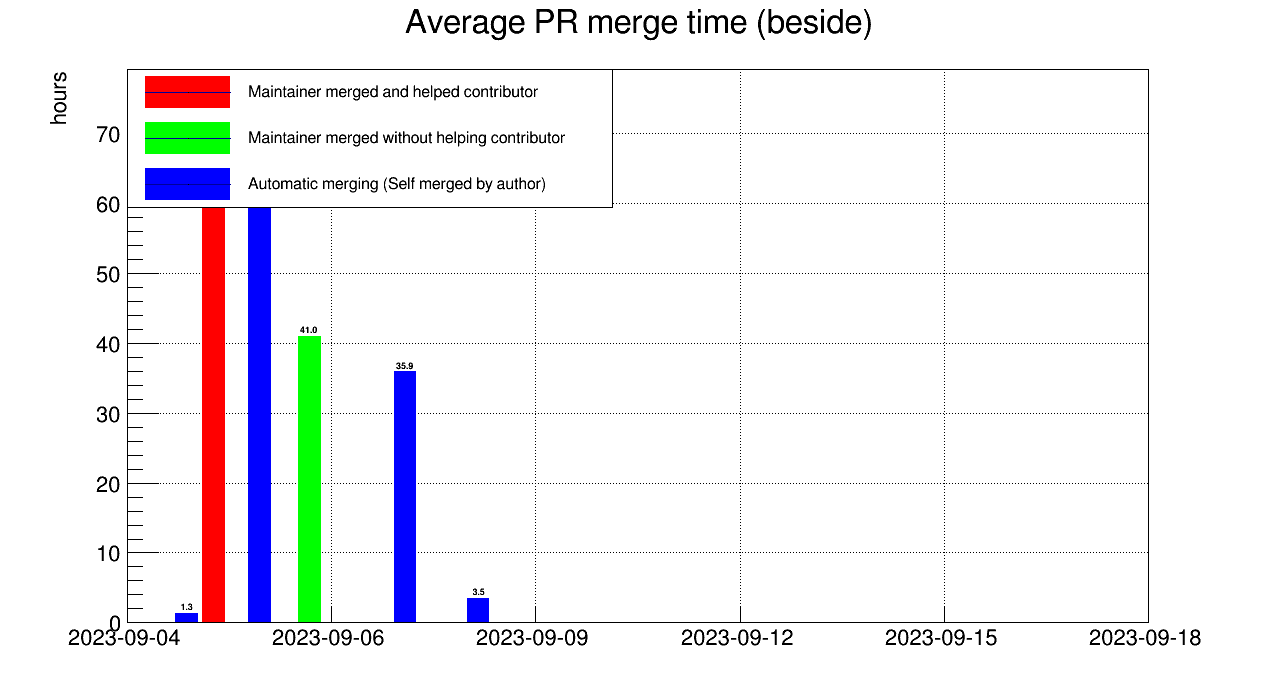 Average PR merge time (beside)
hours
Maintainer merged and helped contributor
Maintainer merged without helping contributor
Automatic merging (Self merged by author)
70
60
50
40
30
20
10
0
41.0
35.9
3.5
1.3
2023-09-04 2023-09-06 2023-09-09 2023-09-12 2023-09-15 2023-09-18